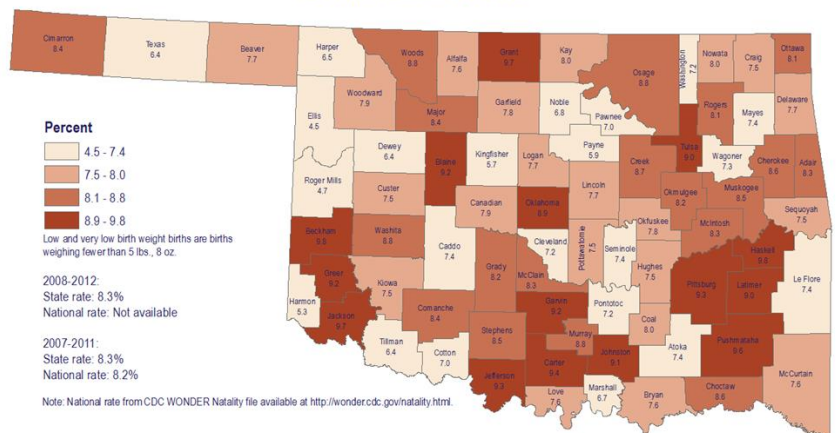 Cimarron
8.4
Texas
6.4
Beaver
7.7
Harper
6.5
Woods
8.8
Alfalfa
7.6
Grant
9.7
Kay
8.0
Osage
8.8
Washington
7.2
Nowata
8.0
Craig
7.5
Ottawa
8.1
Woodward
7.9
Ellis
4.5
Major
8.4
Garfield
7.8
Noble
6.8
Pawnee
7.0
Rogers
8.1
Mayes
7.4
Delaware
7.7
Percent
4.5 - 7.4
7.5 - 8.0
8.1 - 8.8
8.9 - 9.8
Low and very low birth weight births are births
weighing fewer than 5 lbs., 8 oz.
Dewey
6.4
Blaine
9.2
Kingfisher
5.7
Logan
7.7
Payne
5.9
Creek
8.7
Tulsa
9.0
Wagoner
7.3
Cherokee
8.6
Adair
8.3
Roger Mills
4.7
Custer
7.5
Canadian
7.9
Oklahoma
8.9
Lincoln
7.7
Okmulgee
8.2
Muskogee
8.5
Sequoyah
7.5
Beckham
Washita
8.8
Caddo
7.4
Grady
8.2
Cleveland
7.2
McClain
8.3
Pottawatomie
7.5
Seminole
7.4
Okfuskee
7.8
McIntosh
8.3
Hughes
7.5
Haskell
9.8
Pittsburg
9.3
Latimer
9.0
Le Flore
7.4
2008-2012:
State rate: 8.3%
National rate: Not available
2007-2011:
State rate: 8.3%
National rate: 8.2%
Greer
9.2
Harmon
5.3
Jackson
9.7
Kiowa
7.5
Tillman
6.4
Comanche
8.4
Cotton
7.0
Stephens
8.5
Jefferson
9.3
Garvin
9.2
Murray
8.8
Carter
9.4
Love
7.6
Pontotoc
7.2
Johnston
9.1
Marshall
6.7
Coal
8.0
Atoka
7.4
Bryan
7.6
Pushmataha
9.6
Choctaw
8.6
McCurtain
7.6
Note: National rate from CDC WONDER Natality file available at http://wonder.cdc.gov/natality.html.